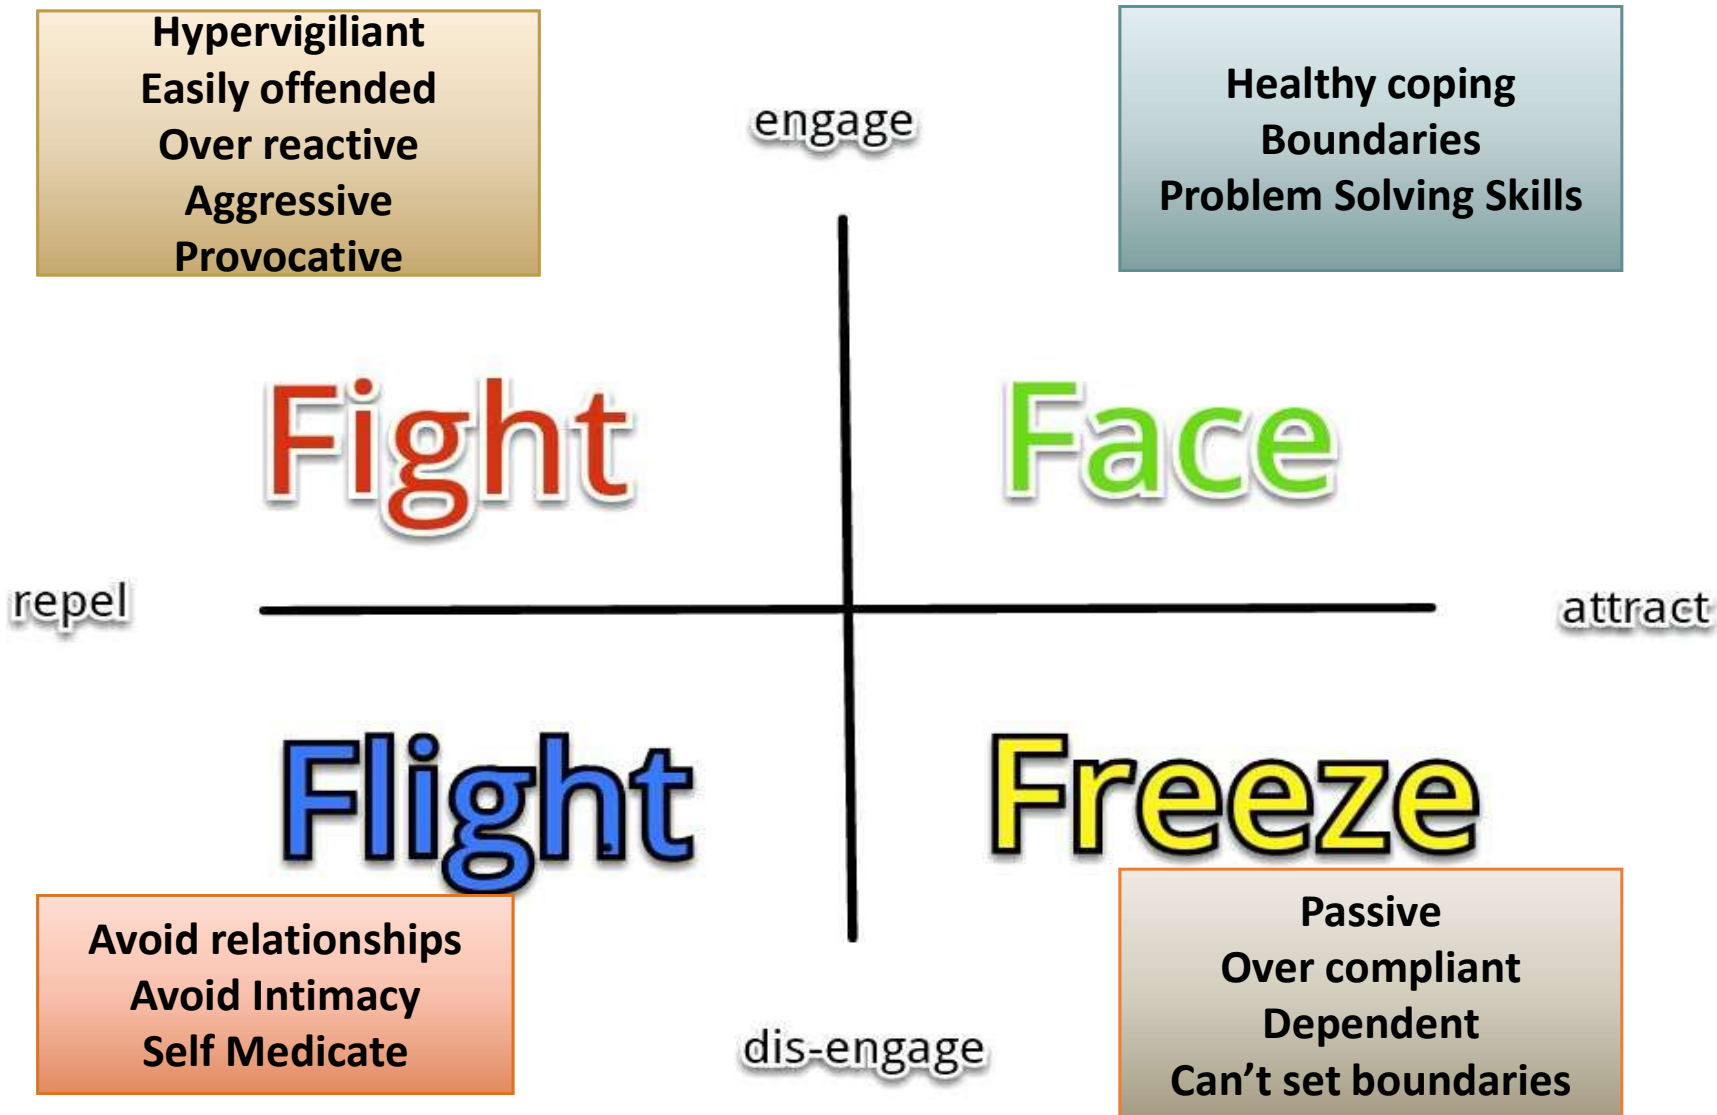 Hypervigiliant
Easily offended
Over reactive
Aggressive
Provocative
engage
Healthy coping
Boundaries
Problem Solving Skills
Fight
Face
repel
attract
Flight
Freeze
Avoid relationships
Avoid Intimacy
Self Medicate
dis-engage
Passive
Over compliant
Dependent
Can’t set boundaries